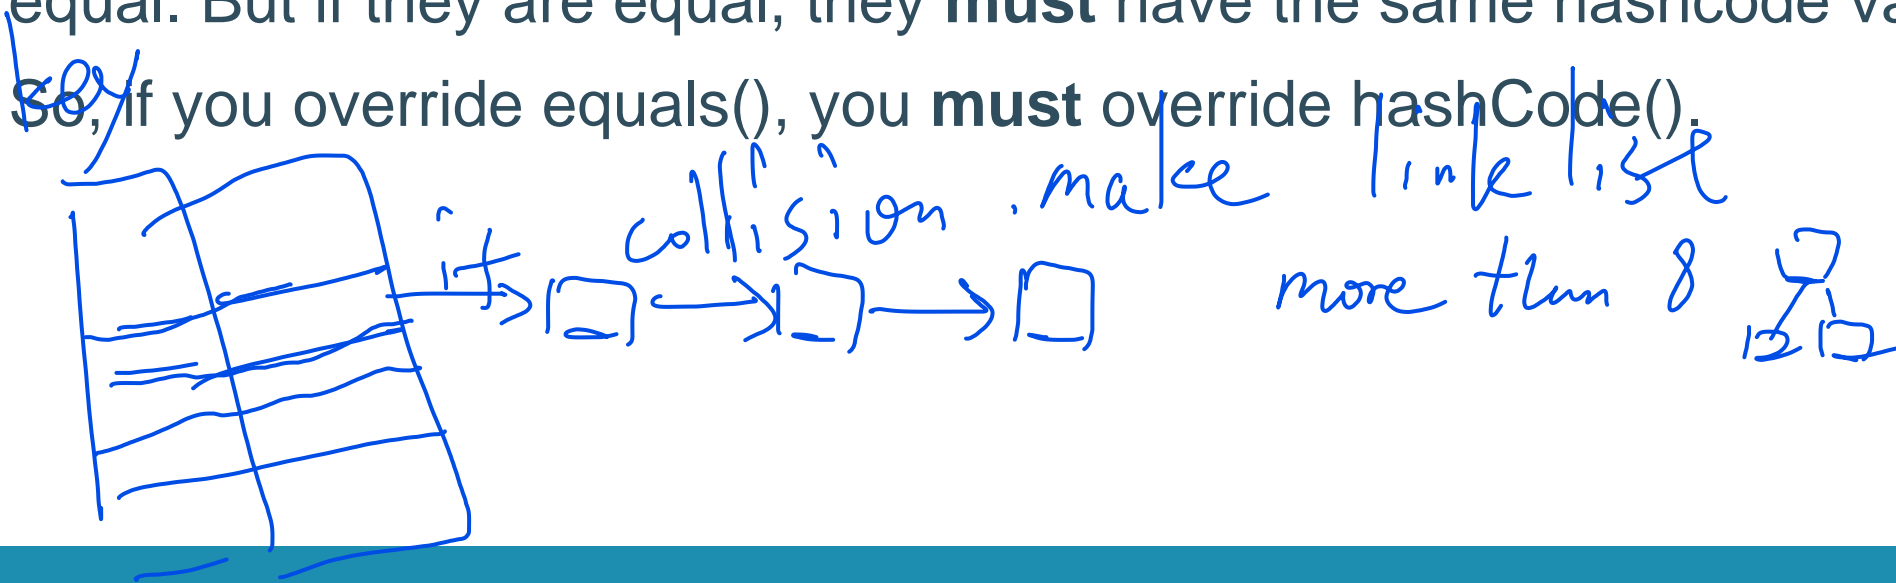 equal. But if they are equal, they must have the same hashcode va
key
So, if you override equals(), you must override hashCode().
if collision . make link list
more than 8